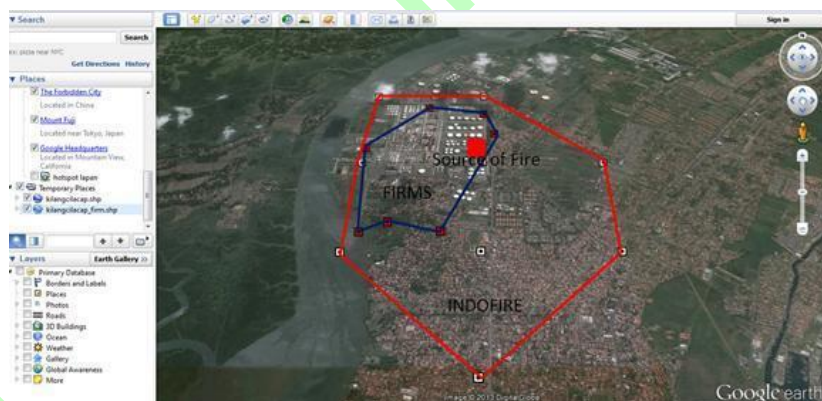 Search
Sign in
Search
ex: pizza near NYC
Get Directions History
Places
The Forbidden City
Located in China
Mount Fuji
Located near Tokyo, Japan
Google Headquarters
Located in Mountain View,
California
hotspot lapan
Temporary Places
kilangcilacap.shp
kilangcilacap_firm.shp
Layers
Earth Gallery >>
Primary Database
Borders and Labels
Places
Photos
Roads
3D Buildings
Ocean
Weather
Gallery
Global Awareness
More
N
Source of Fire
FIRMS
INDOFIRE
Image © 2013 DigitalGlobe
Google earth